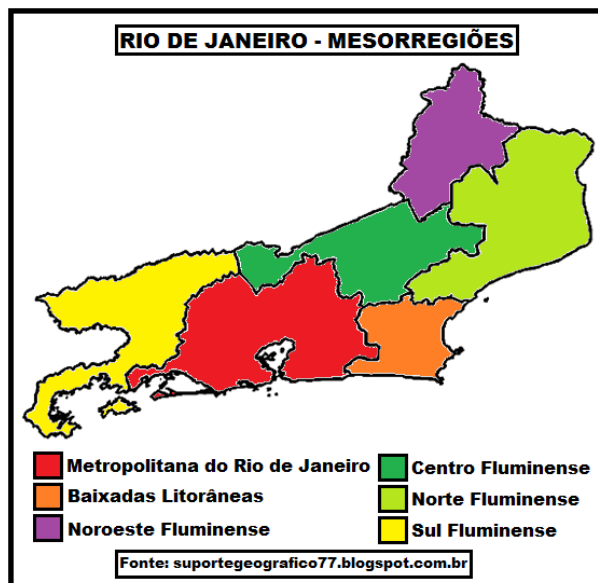 RIO DE JANEIRO - MESORREGIÕES
Metropolitana do Rio de Janeiro
Centro Fluminense
Baixadas Litorâneas
Norte Fluminense
Noroeste Fluminense
Sul Fluminense
Fonte: suportegeografico77.blogspot.com.br